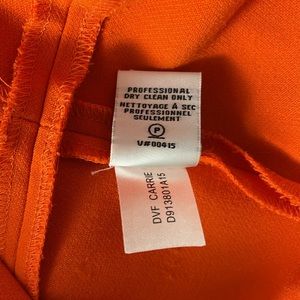 PROFESSIONAL
DRY CLEAN ONLY
NETTOYAGE À SEC
PROFESSIONNEL
SEULEMENT
P
V#00415
DVF CARRIE
D913801A15